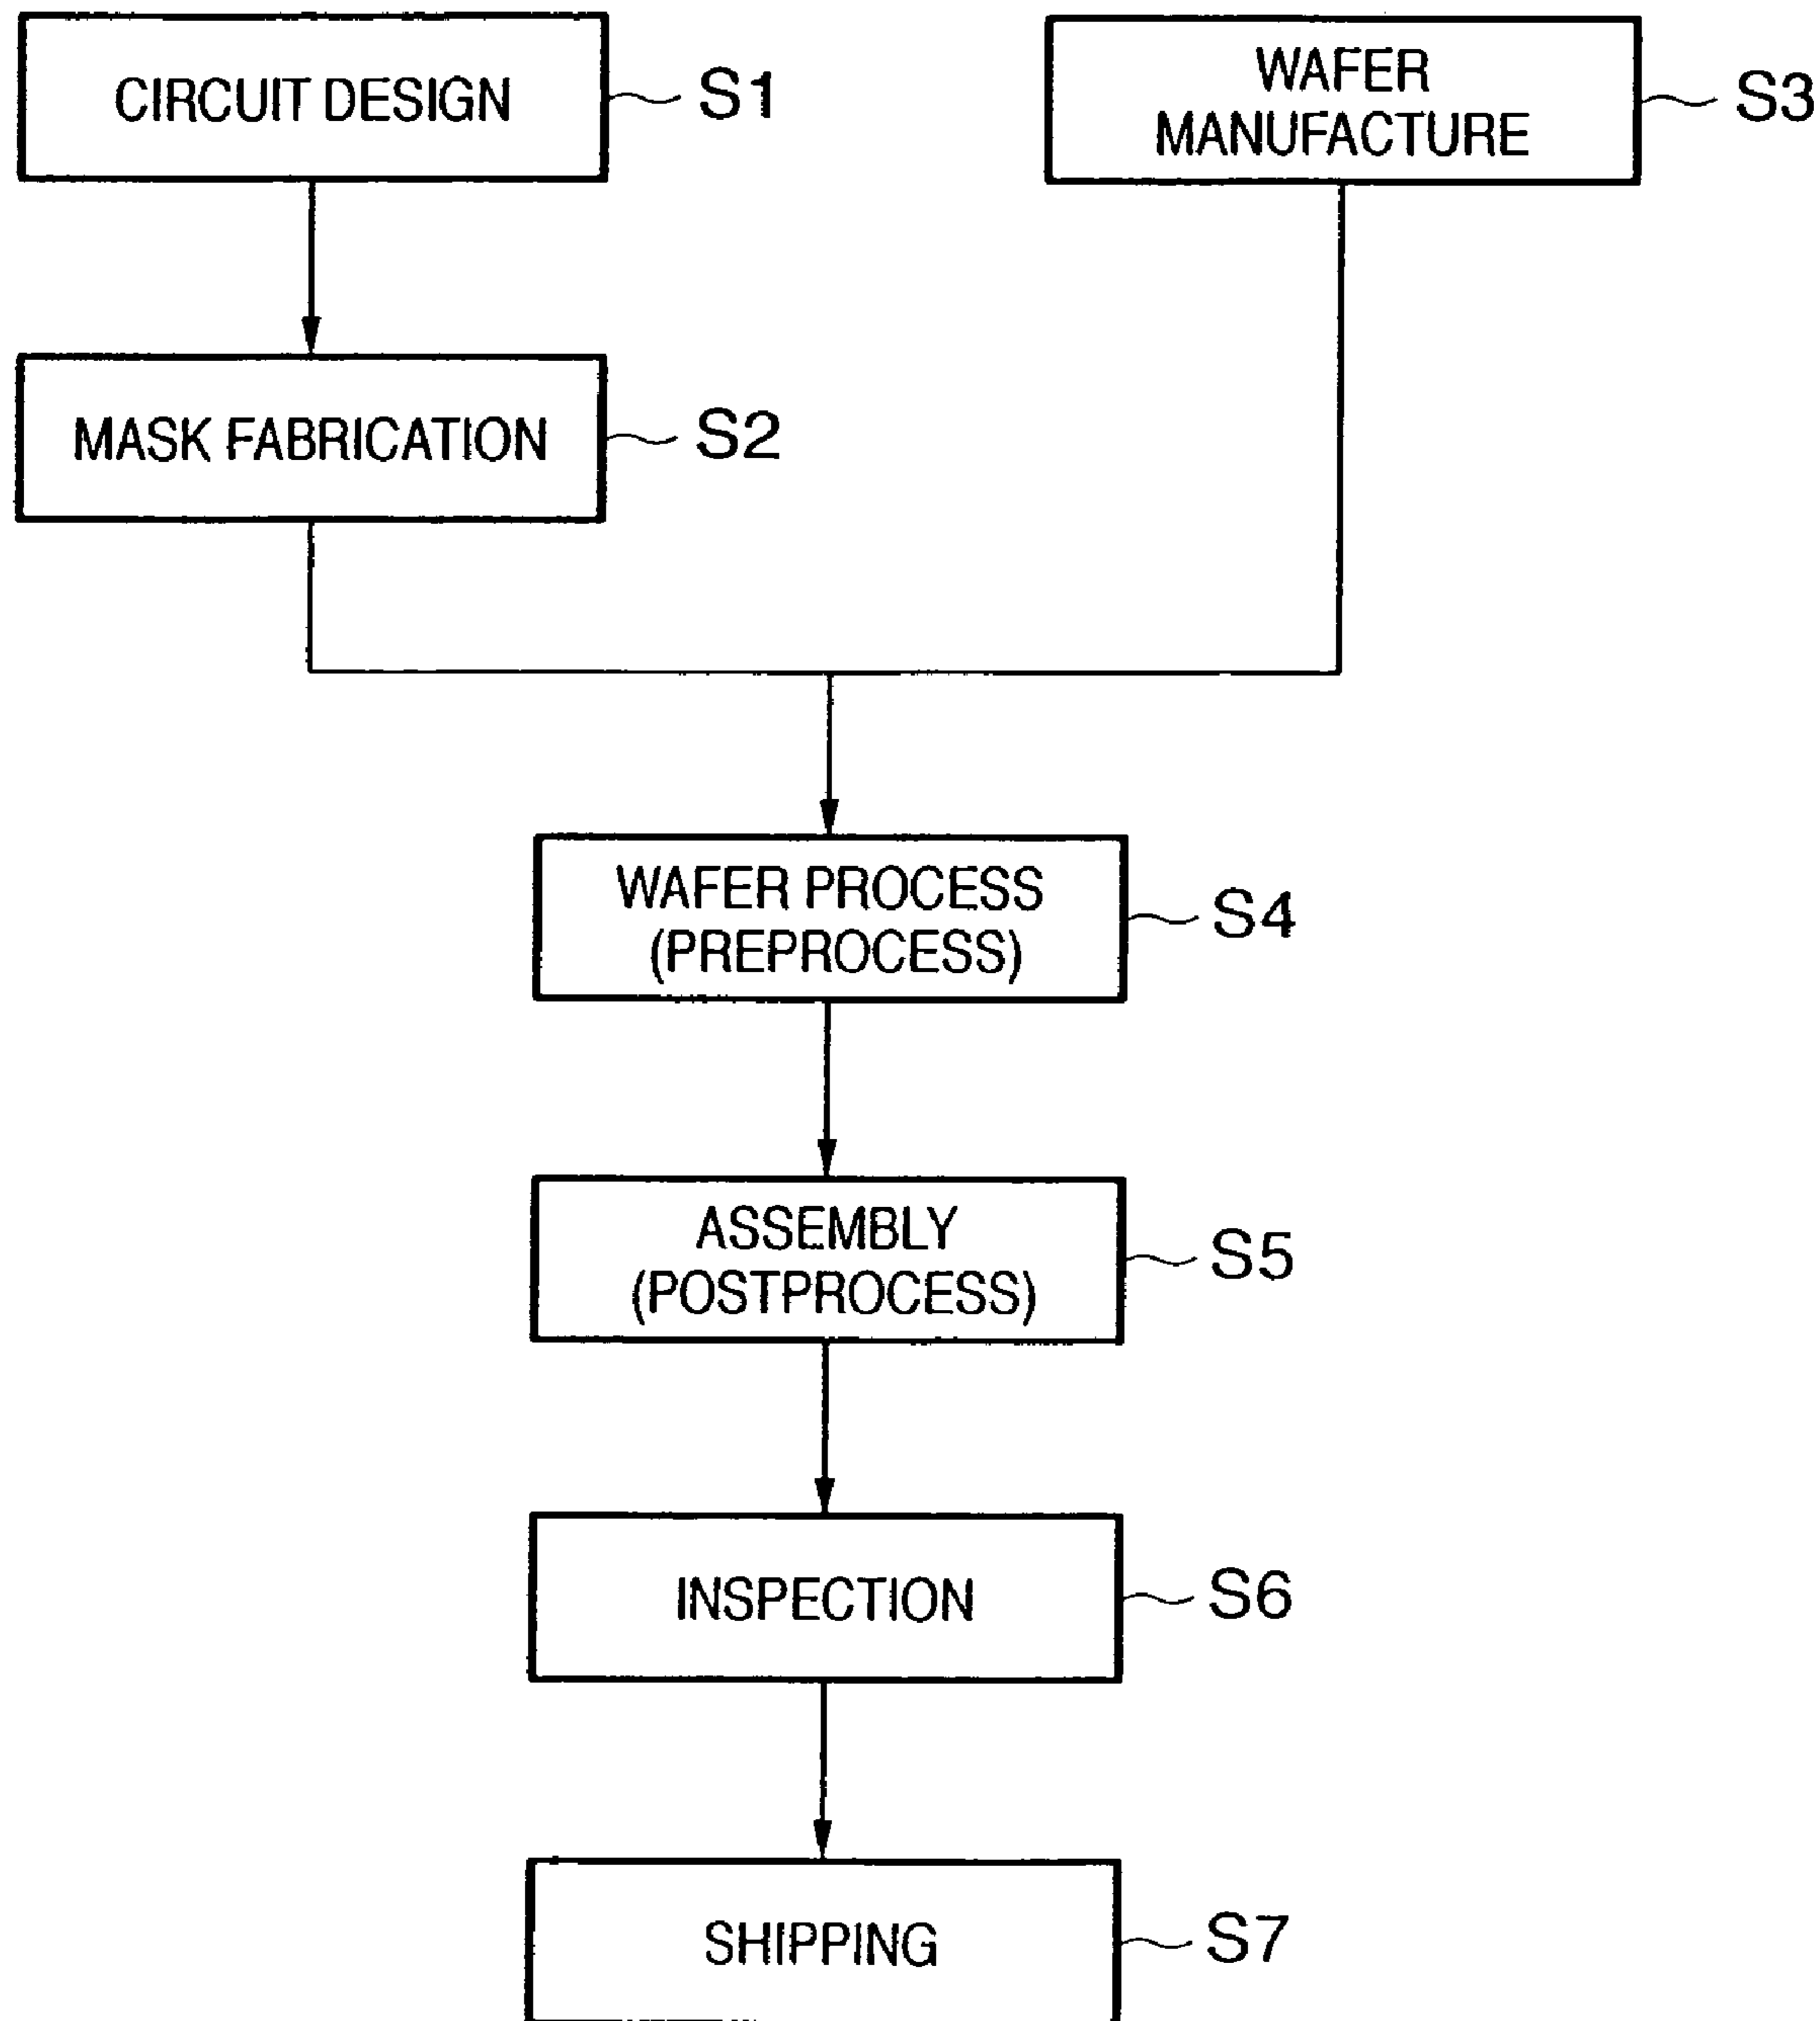 CIRCUIT DESIGN
S1
WAFER
MANUFACTURE
S3
MASK FABRICATION
S2
WAFER PROCESS
(PREPROCESS)
S4
ASSEMBLY
(POSTPROCESS)
S5
INSPECTION
S6
SHIPPING
S7